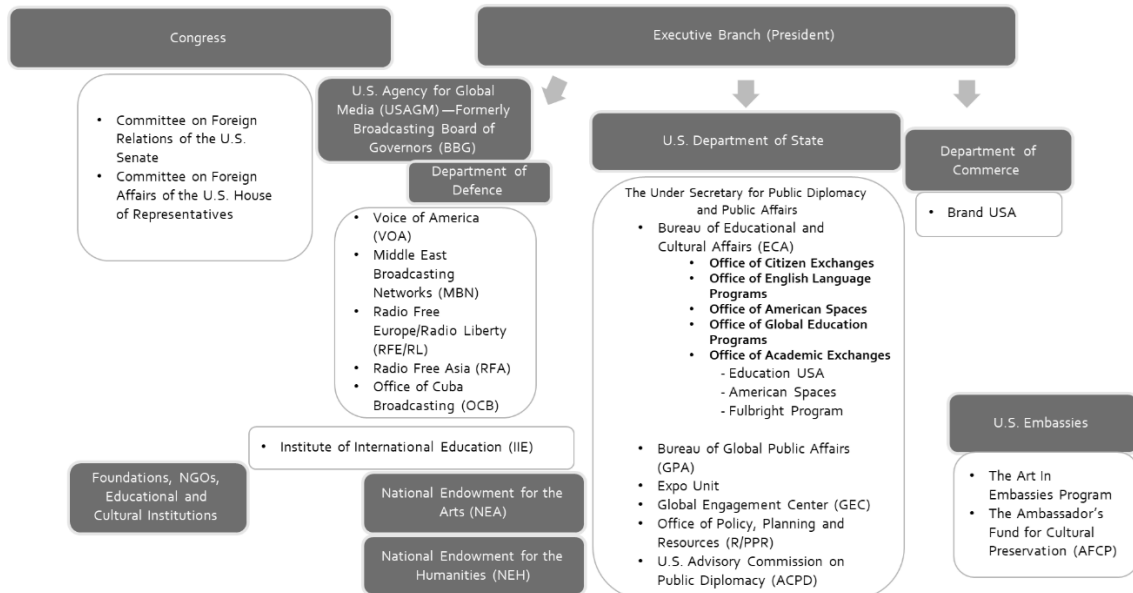 Congress
Executive Branch (President)
• Committee on Foreign
Relations of the U.S.
Senate
• Committee on Foreign
Affairs of the U.S. House
of Representatives
U.S. Agency for Global
Media (USAGM) —Formerly
Broadcasting Board of
Governors (BBG)
Department of
Defence
• Voice of America
(VOA)
• Middle East
Broadcasting
Networks (MBN)
• Radio Free
Europe/Radio Liberty
(RFE/RL)
• Radio Free Asia (RFA)
• Office of Cuba
Broadcasting (OCB)
U.S. Department of State
The Under Secretary for Public Diplomacy
and Public Affairs
• Bureau of Educational and
Cultural Affairs (ECA)
• Office of Citizen Exchanges
• Office of English Language
Programs
• Office of American Spaces
• Office of Global Education
Programs
• Office of Academic Exchanges
- Education USA
- American Spaces
- Fulbright Program
• Bureau of Global Public Affairs
(GPA)
• Expo Unit
• Global Engagement Center (GEC)
• Office of Policy, Planning and
Resources (R/PPR)
• U.S. Advisory Commission on
Public Diplomacy (ACPD)
Department of
Commerce
• Brand USA
U.S. Embassies
• The Art In
Embassies Program
• The Ambassador's
Fund for Cultural
Preservation (AFCP)
• Institute of International Education (IIE)
Foundations, NGOs,
Educational and
Cultural Institutions
National Endowment for the
Arts (NEA)
National Endowment for the
Humanities (NEH)